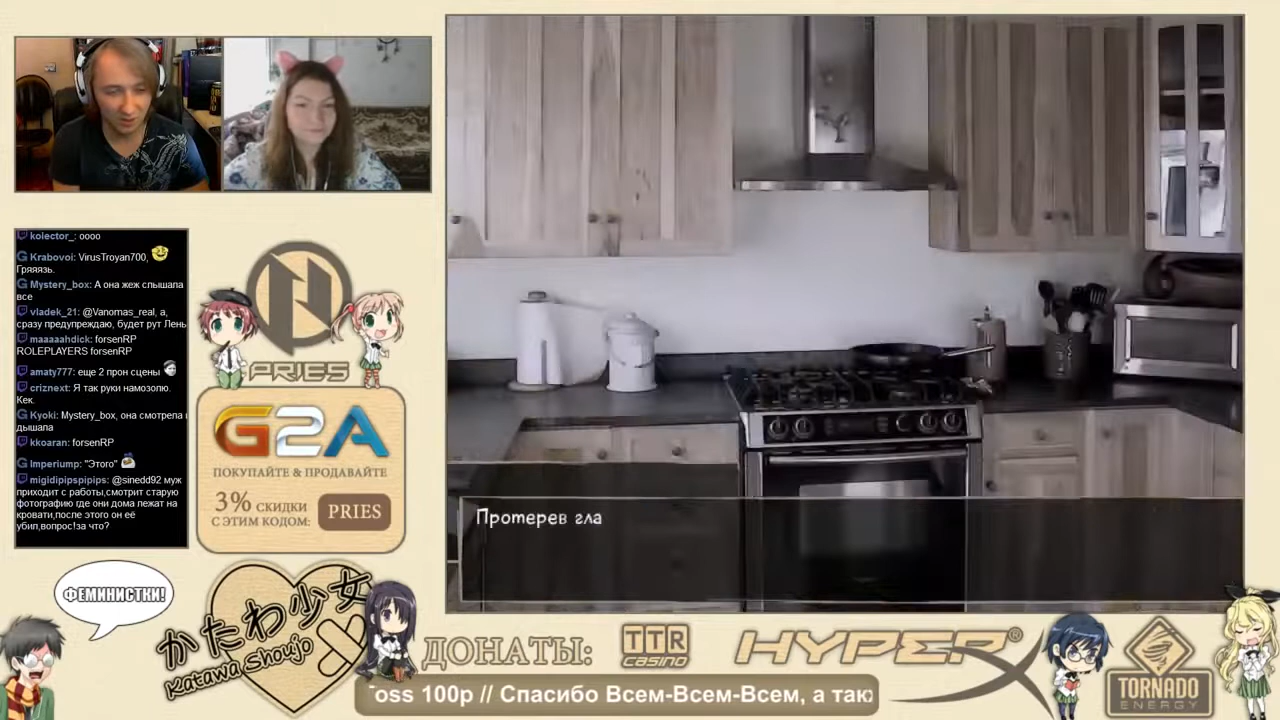 kolector_: oooo
Krabovoi: VirusTroyan700,
Гряяязь.
Mystery_box: А она жеж слышала
все
vladek_21: @Vanomas_real, а,
сразу предупреждаю, будет рут Лень
maaaaahdick: forsenRP
ROLEPLAYERS forsenRP
amaty777: еще 2 прон сцены
criznext: Я так руки намозолю.
Кек.
Kyoki: Mystery_box, она смотрела и
дышала
kkoaran: forsenRP
Imperiump: "Этого"
migidipipspipips: @sinedd92 муж
приходит с работы,смотрит старую
фотографию где они дома лежат на
кровати,после этого он её
убил,вопрос!за что?
PRIES
G2A
ПОКУПАЙТЕ & ПРОДАВАЙТЕ
3% СКИДКИ
С ЭТИМ КОДОМ:
PRIES
Протерев гла
ФЕМИНИСТКИ!
かたわ少女
Katawa Shoujo
ДОНАТЫ:
TTR
CASINO
HYPERX
TORNADO
ENERGY
oss 100р // Спасибо Всем-Всем-Всем, а так